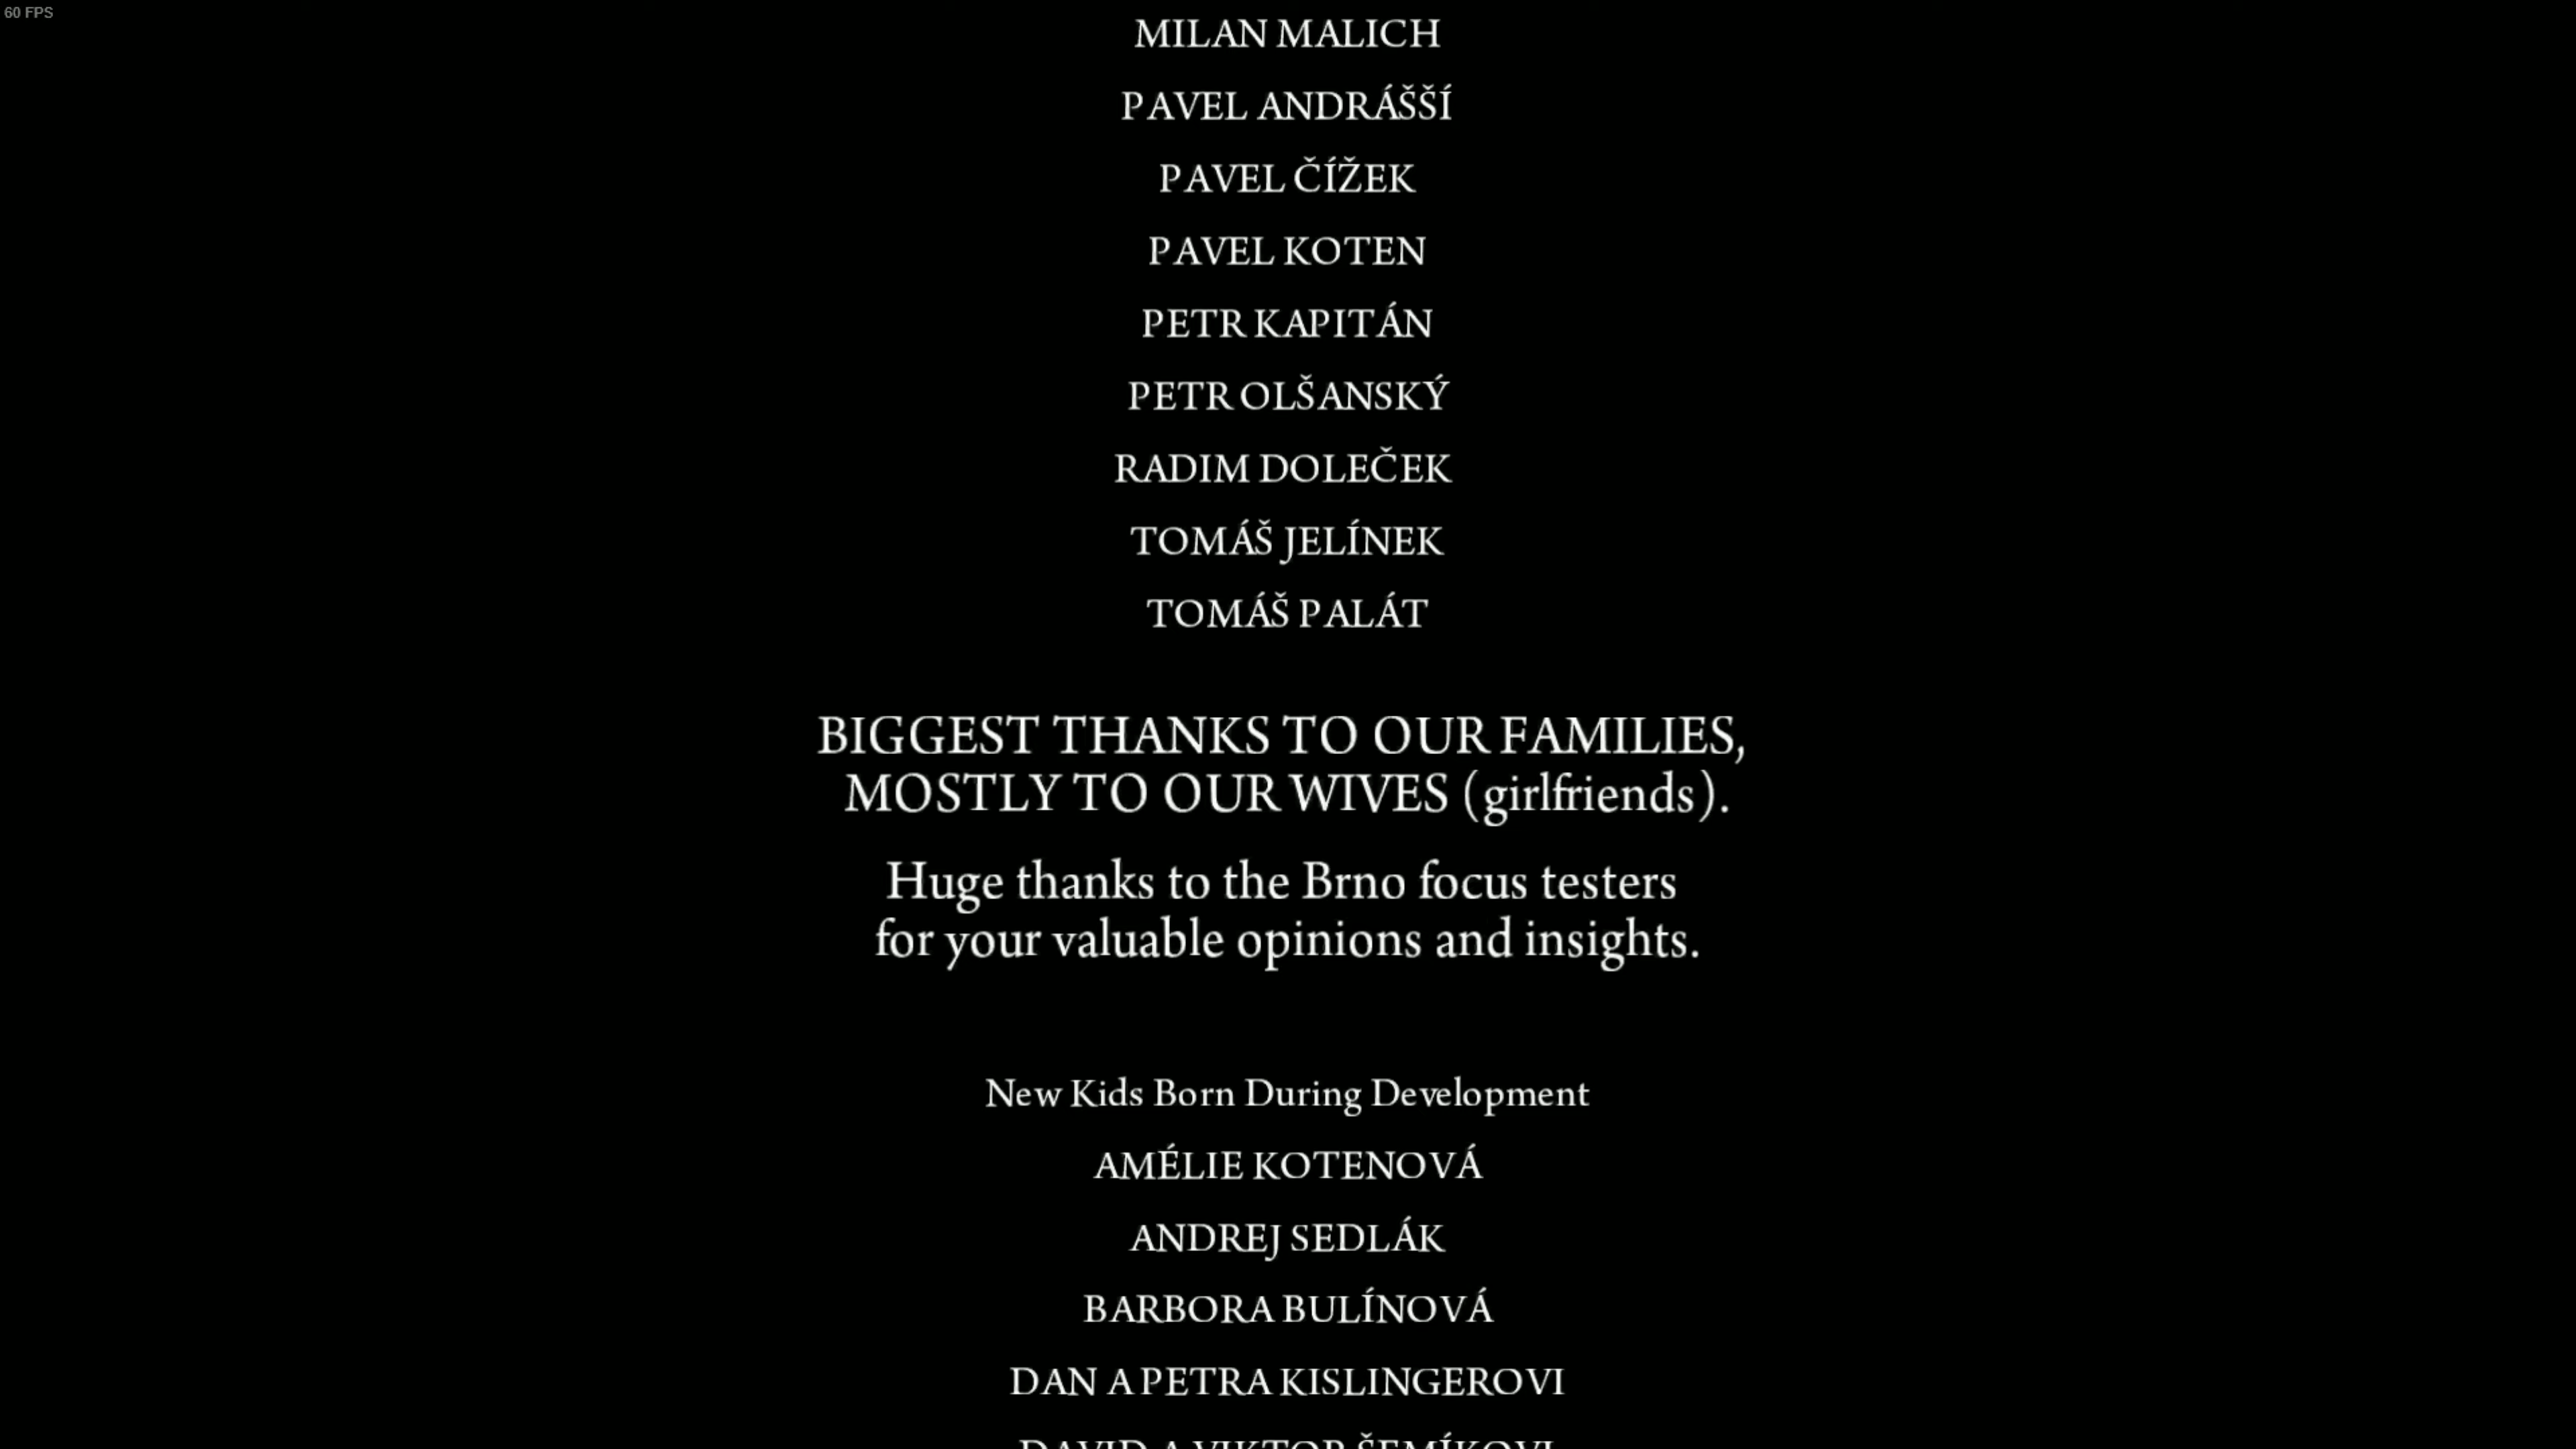 60 FPS
MILAN MALICH
PAVEL ANDRÁŠŠÍ
PAVEL ČÍŽEK
PAVEL KOTEN
PETR KAPITÁN
PETR OLŠANSKÝ
RADIM DOLEČEK
TOMÁŠ JELÍNEK
TOMÁŠ PALÁT
BIGGEST THANKS TO OUR FAMILIES,
MOSTLY TO OUR WIVES (girlfriends).
Huge thanks to the Brno focus testers
for your valuable opinions and insights.
New Kids Born During Development
AMÉLIE KOTENOVÁ
ANDREJ SEDLÁK
BARBORA BULÍNOVÁ
DAN A PETRA KISLINGEROVI
DAVID A VIKTOR ŠEMÍKOVI